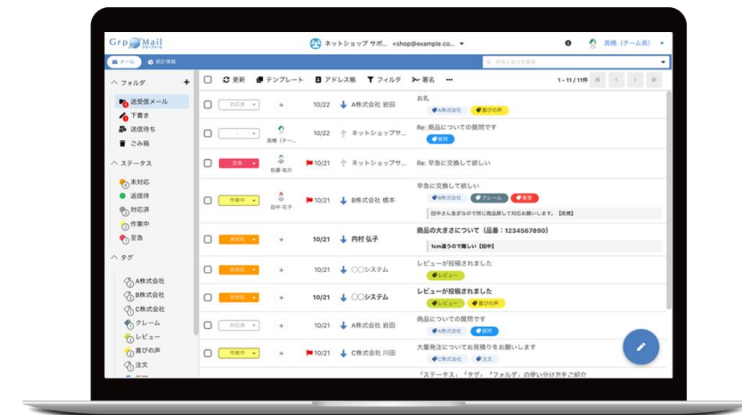 GrpMail
ネットショップ サポ... <shop@example.co...
高橋 (チーム長)
メール
統計情報
フォルダ
更新
テンプレート
アドレス帳
フィルタ
署名
1 - 11 / 11件
送受信メール
下書き
送信待ち
ごみ箱
ステータス
未対応
返信待
対応済
作業中
至急
タグ
A株式会社
B株式会社
C株式会社
クレーム
レビュー
喜びの声
注文
対応済
10/22
A株式会社 岩田
お礼
A株式会社
喜びの声
高橋 (チー...
10/22
ネットショップサ...
Re: 商品についての質問です
質問
至急
佐藤 祐介
10/21
ネットショップサ...
Re: 早急に交換して欲しい
作業中
田中 花子
10/21
B株式会社 橋本
早急に交換して欲しい
B株式会社
クレーム
重要
田中さん急ぎなので同じ商品探して対応お願いします。【高橋】
未対応
10/21
内村 弘子
商品の大きさについて (品番:1234567890)
1cm違うので難しい【田中】
未対応
10/21
○○システム
レビューが投稿されました
レビュー
未対応
10/21
○○システム
レビューが投稿されました
レビュー
喜びの声
対応済
10/21
A株式会社 岩田
商品についての質問です
A株式会社
質問
作業中
10/21
C株式会社 川田
大量発注についてお見積りをお願いします
C株式会社
注文
「ステータス」「タグ」「フォルダ」の使い分け方をご紹介